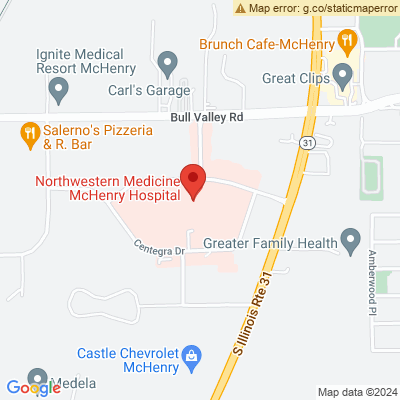 Map error: g.co/staticmaperror
Brunch Cafe-McHenry
Ignite Medical
Resort McHenry
Carl's Garage
Great Clips
Bull Valley Rd
Salerno's Pizzeria
& R. Bar
31
Northwestern Medicine
McHenry Hospital
Centegra Dr
Greater Family Health
Amberwood Pl
S Illinois Rte 31
Castle Chevrolet
McHenry
Google
Medela
Map data ©2024